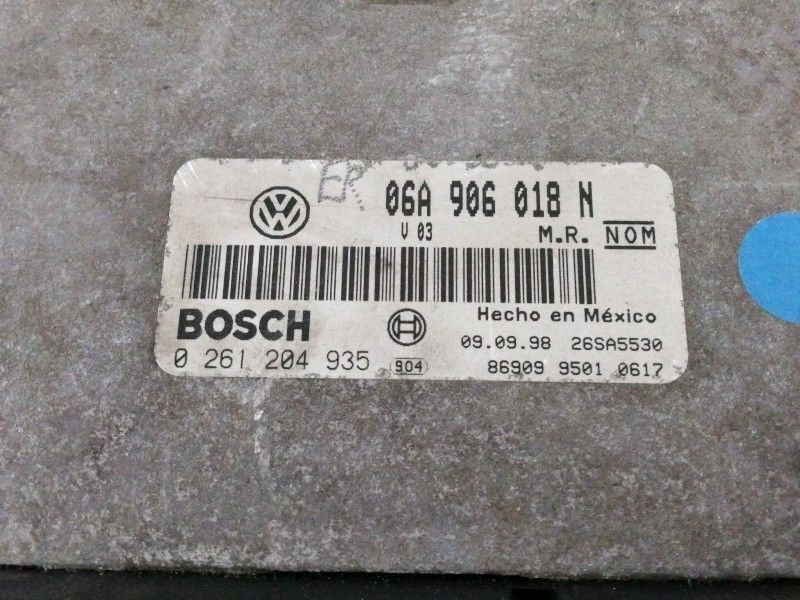 ER.
06A 906 018 N
V 03 M.R. NOM
BOSCH Hecho en México
09.09.98 26SA5530
0 261 204 935 904 86909 9501 0617